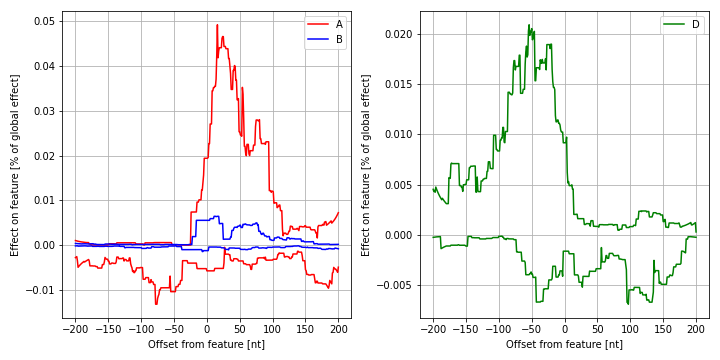 0.05
0.04
0.03
0.02
0.01
0.00
−0.01
−200 −150 −100 −50 0 50 100 150 200
Offset from feature [nt]
Effect on feature [% of global effect]
A
B
0.020
0.015
0.010
0.005
0.000
−0.005
−200 −150 −100 −50 0 50 100 150 200
Offset from feature [nt]
Effect on feature [% of global effect]
D